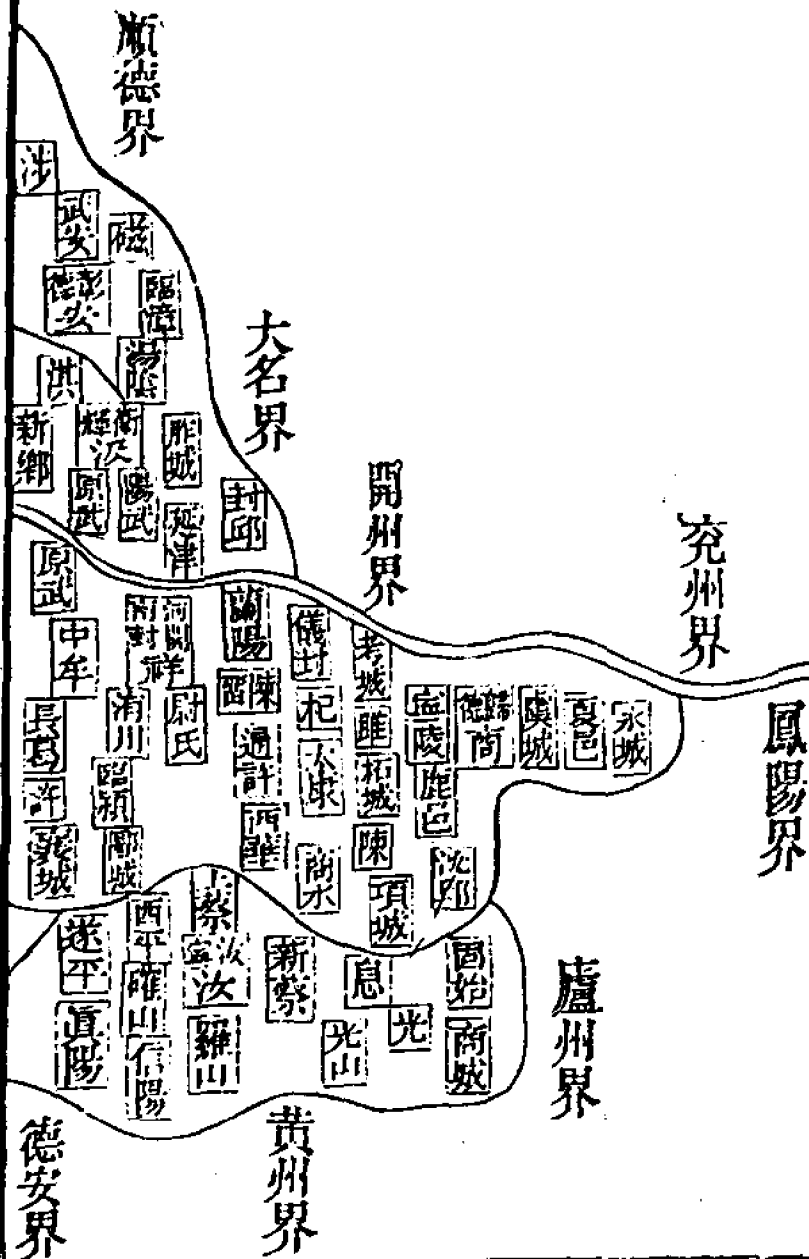 順德界
涉
武安
磁
彰德安
臨漳
湯陰
大名界
洪
新鄉
衛輝汲
胙城
原武
陽武
延津
封邱
開州界
兖州界
原武
中牟
河南開封祥
蘭陽
儀封
考城
陳留
杞
睢
寧陵
歸德商
虞城
夏邑
永城
鳳陽界
長葛
洧川
尉氏
通許
太康
柘城
鹿邑
許
臨潁
西華
陳
襄城
郾城
商水
項城
沈邱
遂平
西平
上蔡
汝寧汝
新蔡
息
固始
確山
真陽
信陽
羅山
光山
光
商城
廬州界
黄州界
德安界